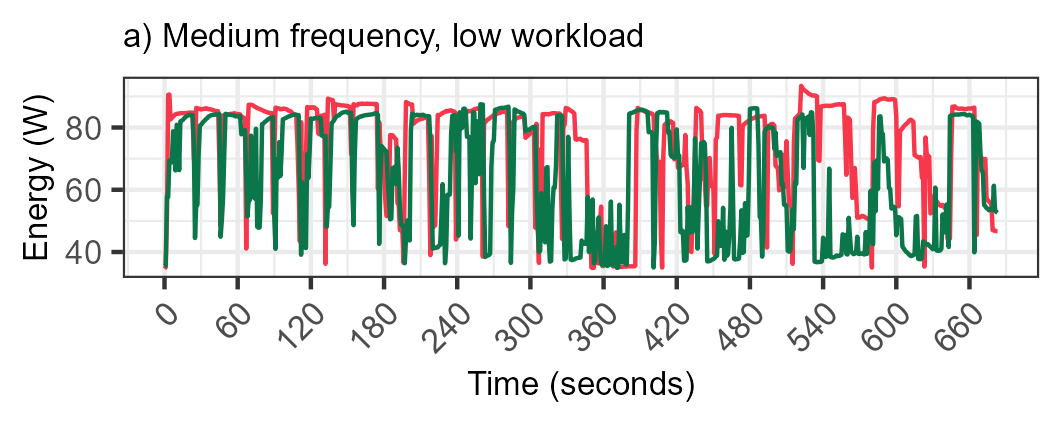 a) Medium frequency, low workload
Energy (W)
80
60
40
0 60 120 180 240 300 360 420 480 540 600 660
Time (seconds)